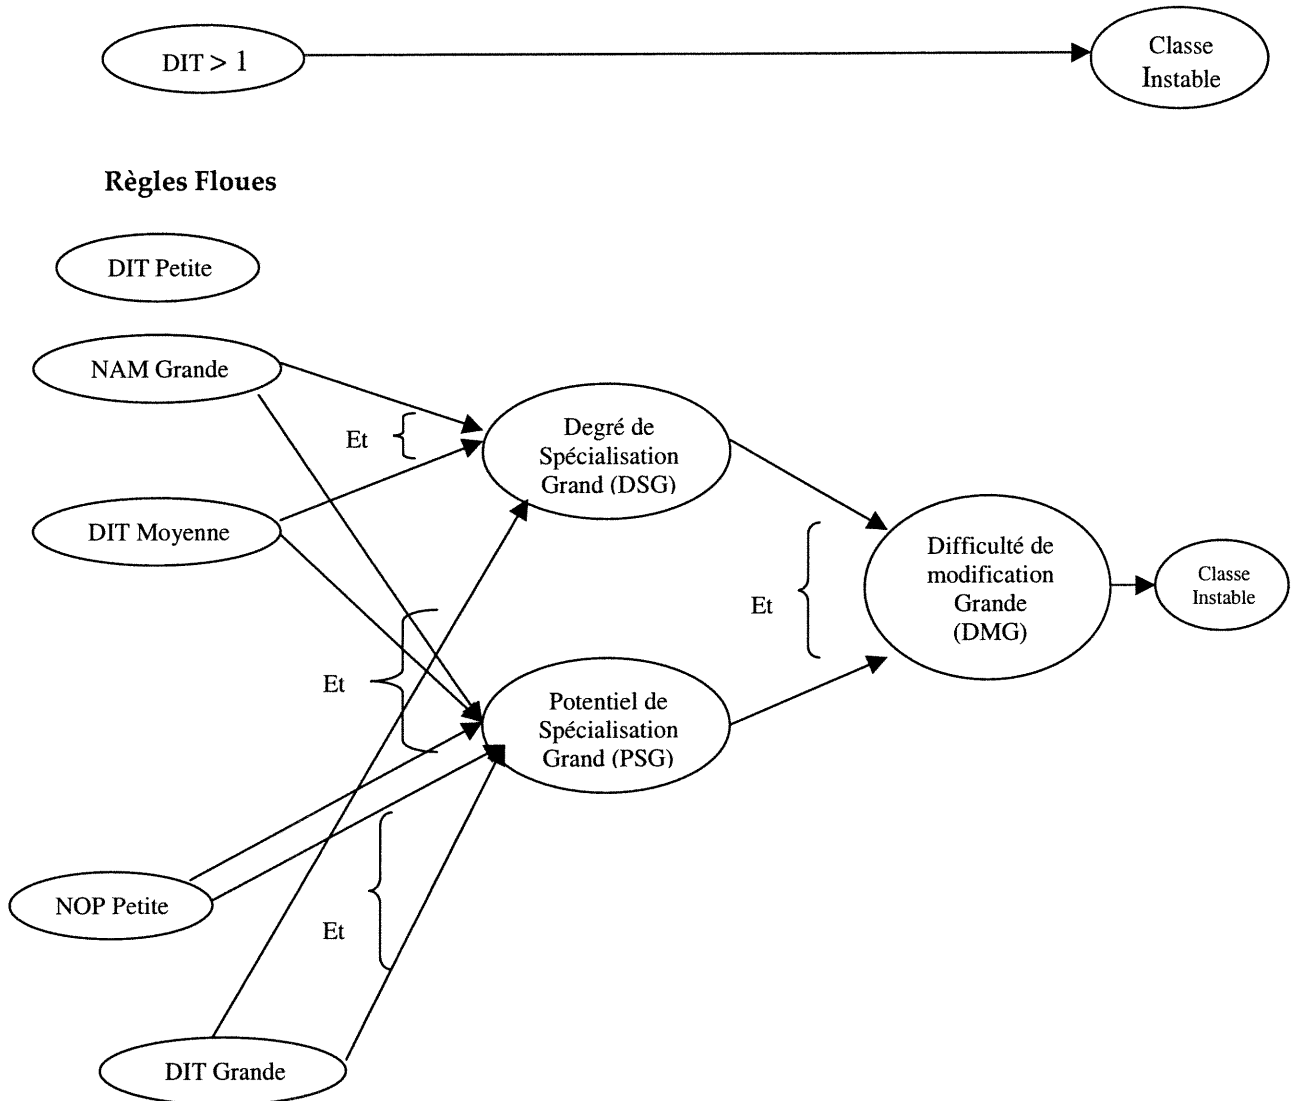 DIT > 1
Classe
Instable
Règles Floues
DIT Petite
NAM Grande
Et
Degré de
Spécialisation
Grand (DSG)
DIT Moyenne
Difficulté de
modification
Grande
(DMG)
Classe
Instable
Et
Et
Potentiel de
Spécialisation
Grand (PSG)
NOP Petite
Et
DIT Grande